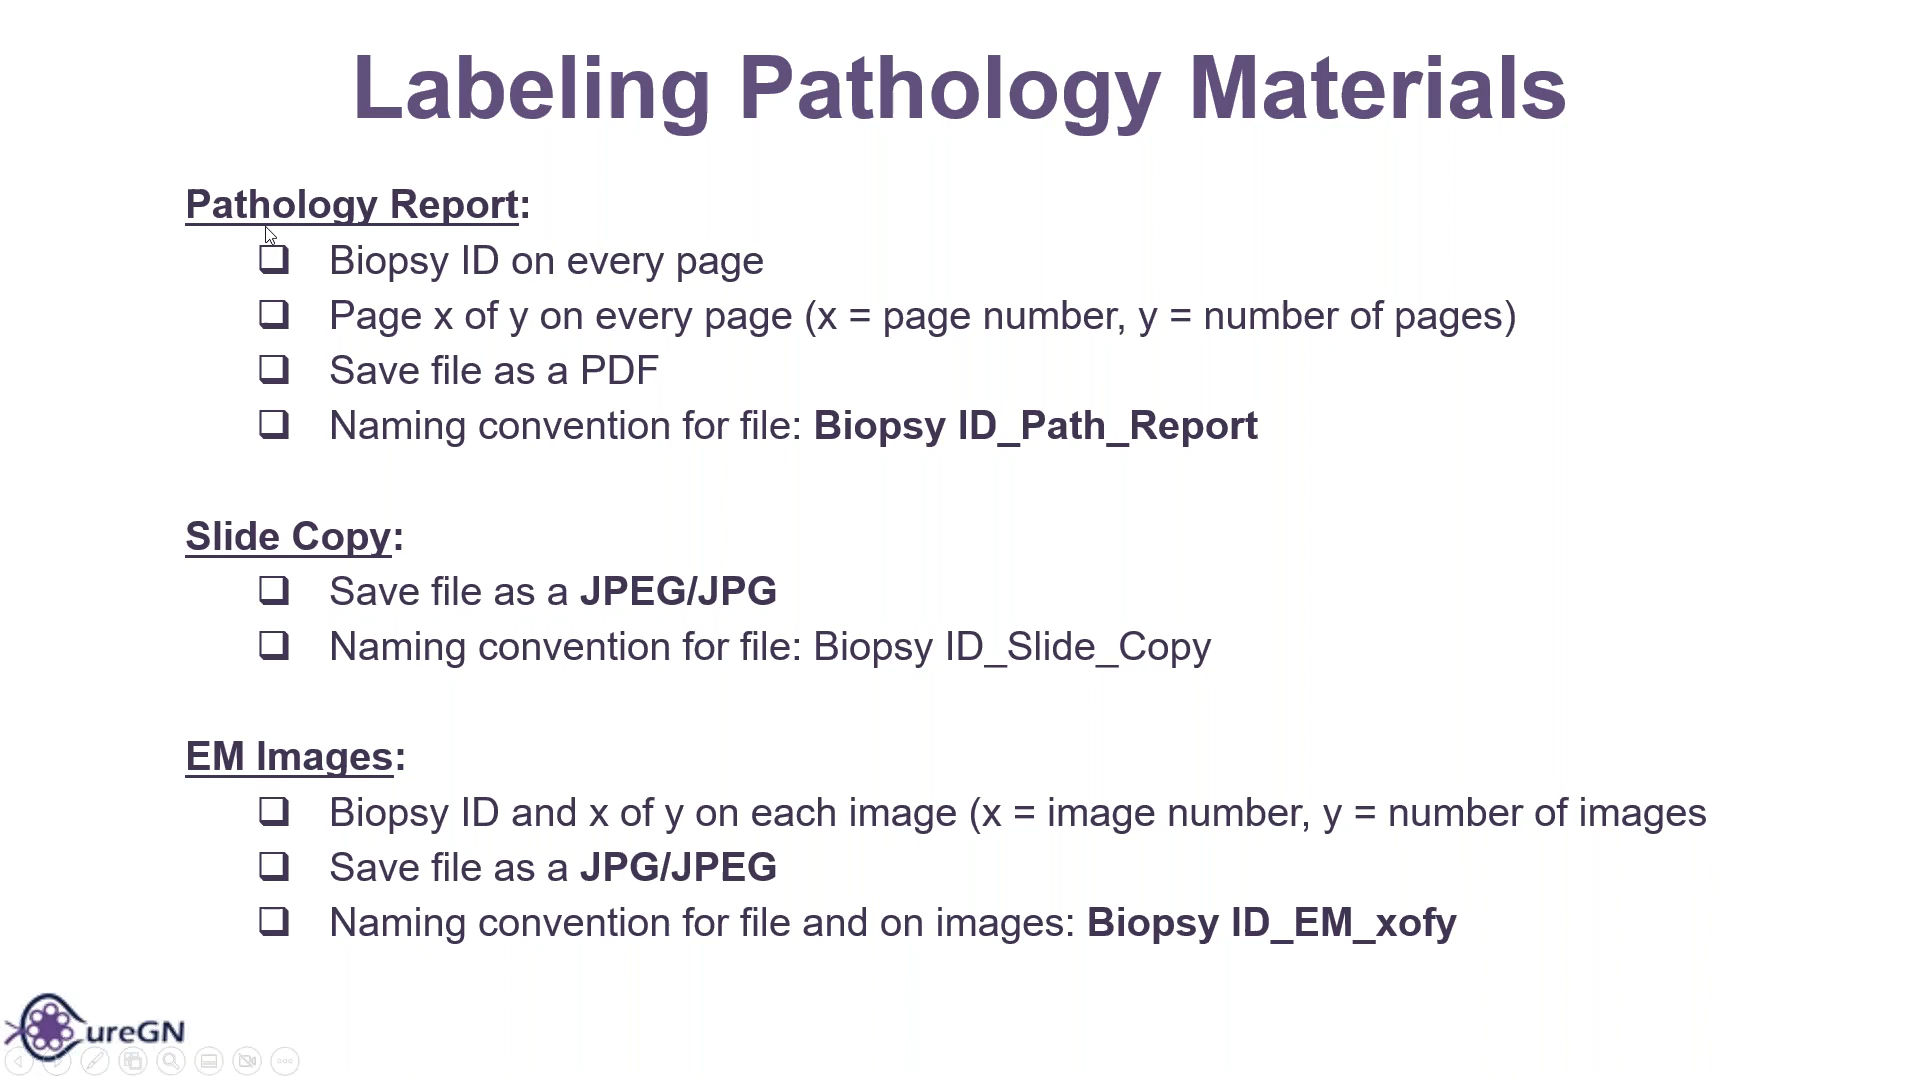 Labeling Pathology Materials
Pathology Report:
Biopsy ID on every page
Page x of y on every page (x = page number, y = number of pages)
Save file as a PDF
Naming convention for file: Biopsy ID_Path_Report
Slide Copy:
Save file as a JPEG/JPG
Naming convention for file: Biopsy ID_Slide_Copy
EM Images:
Biopsy ID and x of y on each image (x = image number, y = number of images
Save file as a JPG/JPEG
Naming convention for file and on images: Biopsy ID_EM_xofy
CureGN